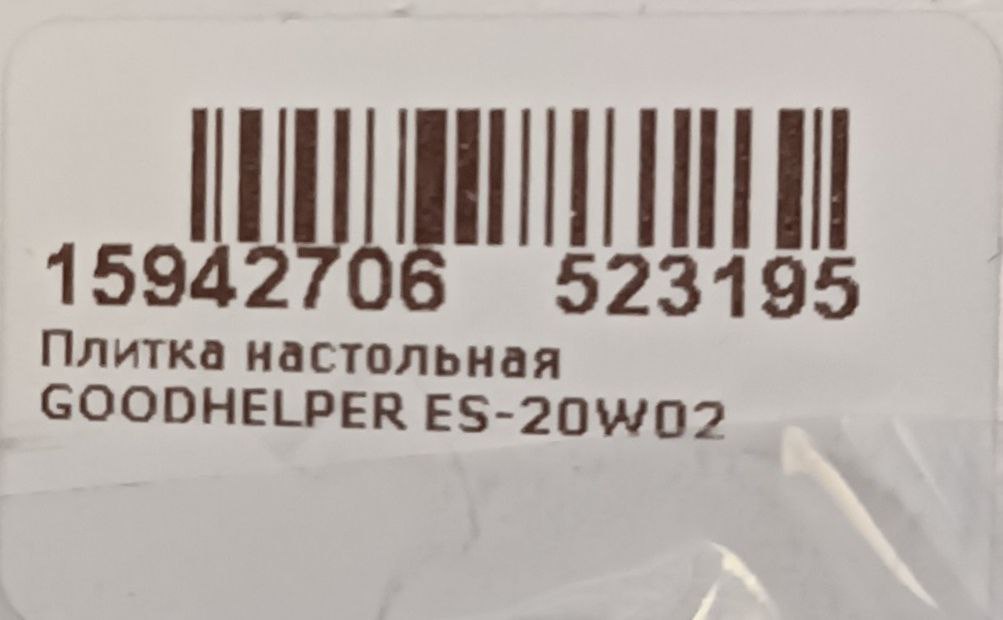 15942706 523195
Плитка настольная
GOODHELPER ES-20W02